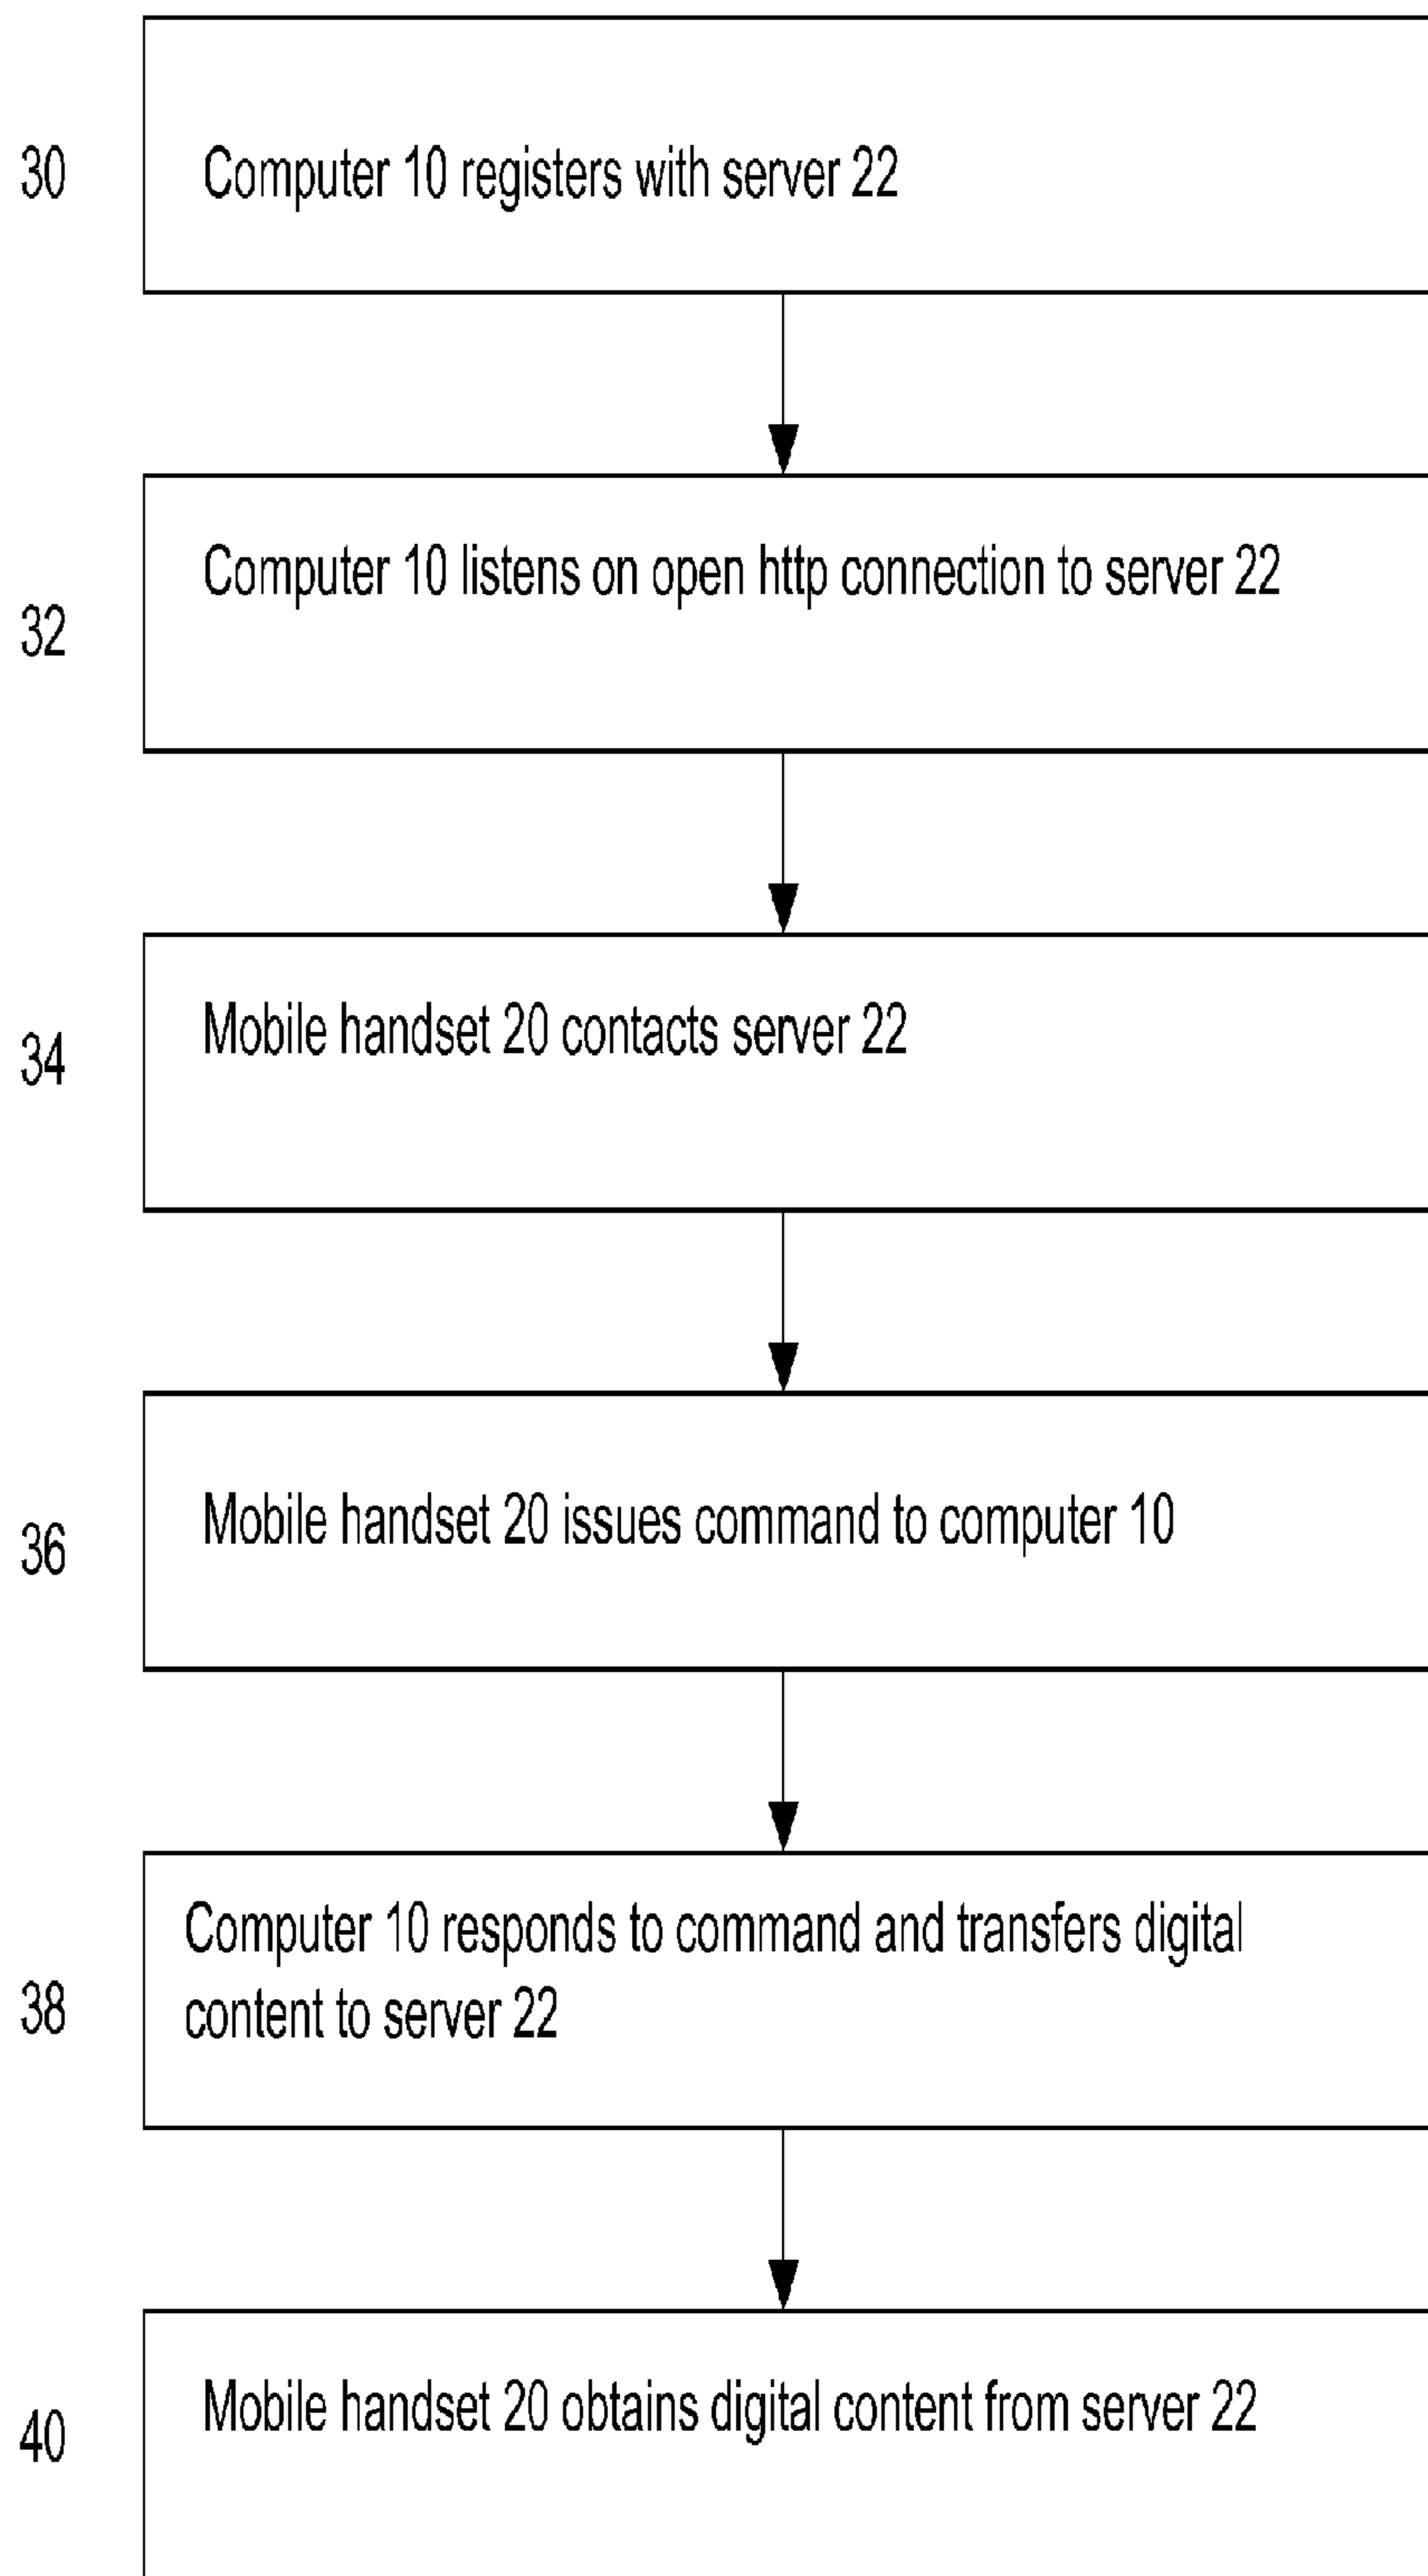 30 Computer 10 registers with server 22
Computer 10 listens on open http connection to server 22
32
Mobile handset 20 contacts server 22
34
36 Mobile handset 20 issues command to computer 10
Computer 10 responds to command and transfers digital
38 content to server 22
Mobile handset 20 obtains digital content from server 22
40